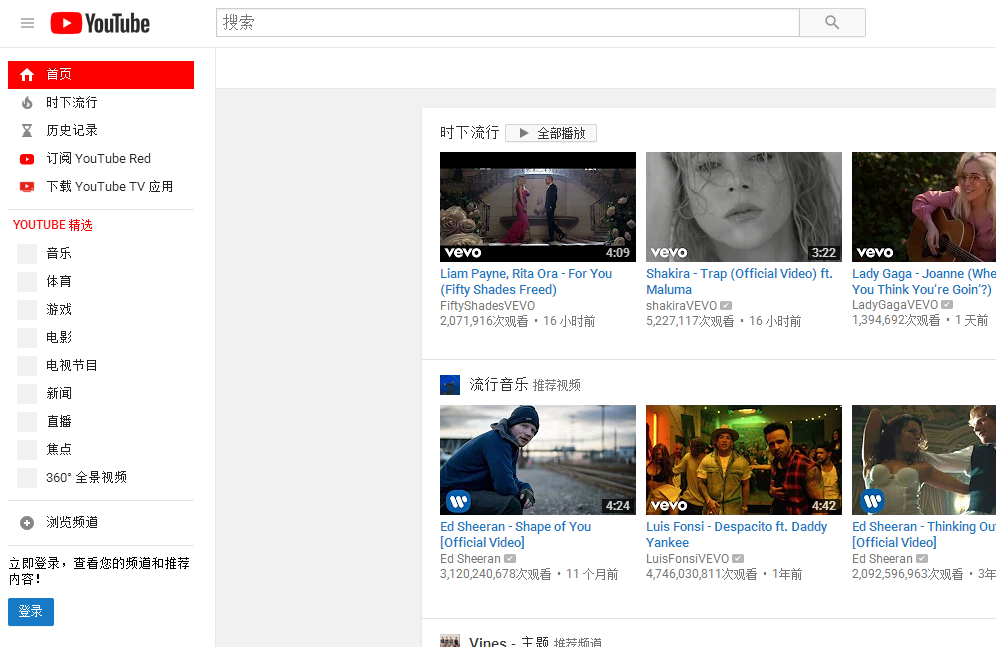 YouTube
搜索
首页
时下流行
历史记录
订阅 YouTube Red
下载 YouTube TV 应用
YOUTUBE 精选
音乐
体育
游戏
电影
电视节目
新闻
直播
焦点
360° 全景视频
浏览频道
立即登录，查看您的频道和推荐
内容！
登录
时下流行 全部播放
vevo 4:09
Liam Payne, Rita Ora - For You
(Fifty Shades Freed)
FiftyShadesVEVO
2,071,916次观看 • 16 小时前
vevo 3:22
Shakira - Trap (Official Video) ft.
Maluma
shakiraVEVO
5,227,117次观看 • 16 小时前
vevo
Lady Gaga - Joanne (Whe
You Think You're Goin'?)
LadyGagaVEVO
1,394,692次观看 • 1 天前
流行音乐 推荐视频
4:24
Ed Sheeran - Shape of You
[Official Video]
Ed Sheeran
3,120,240,678次观看 • 11 个月前
vevo 4:42
Luis Fonsi - Despacito ft. Daddy
Yankee
LuisFonsiVEVO
4,746,030,811次观看 • 1年前
Ed Sheeran - Thinking Out
[Official Video]
Ed Sheeran
2,092,596,963次观看 • 3年
Vines - 主题 推荐频道